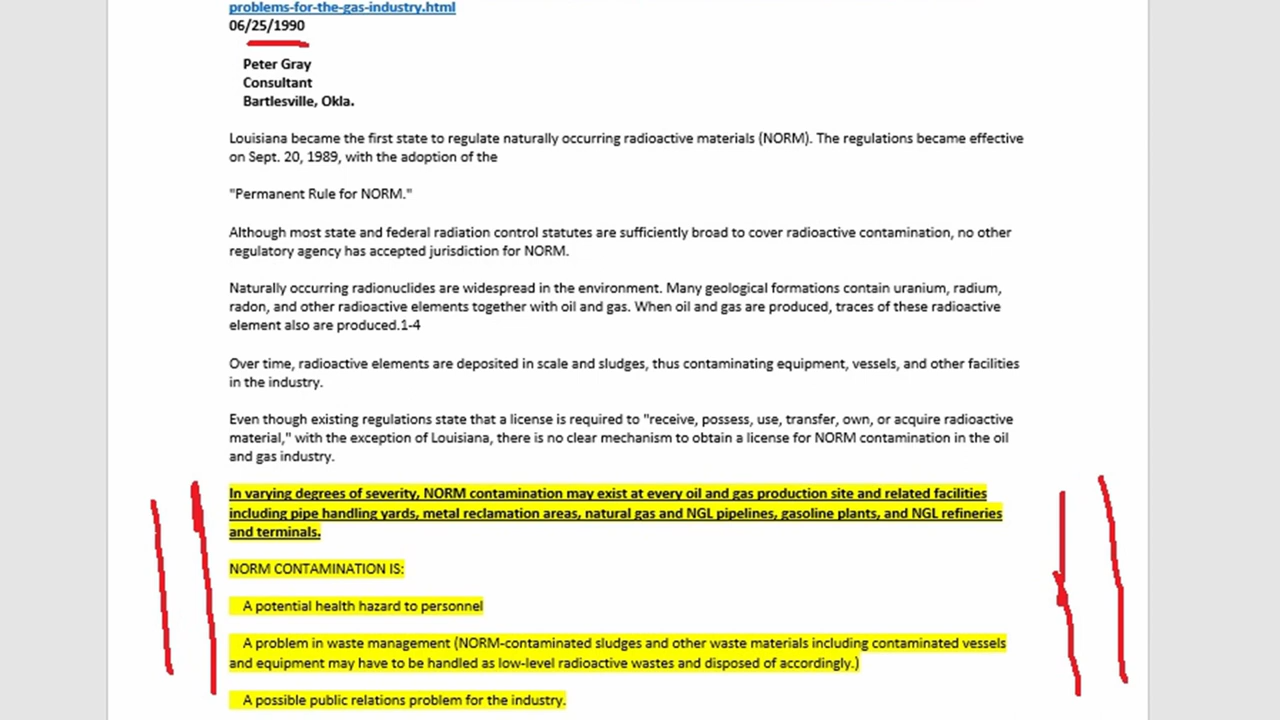 problems-for-the-gas-industry.html
06/25/1990
Peter Gray
Consultant
Bartlesville, Okla.
Louisiana became the first state to regulate naturally occurring radioactive materials (NORM). The regulations became effective
on Sept. 20, 1989, with the adoption of the
"Permanent Rule for NORM."
Although most state and federal radiation control statutes are sufficiently broad to cover radioactive contamination, no other
regulatory agency has accepted jurisdiction for NORM.
Naturally occurring radionuclides are widespread in the environment. Many geological formations contain uranium, radium,
radon, and other radioactive elements together with oil and gas. When oil and gas are produced, traces of these radioactive
element also are produced.1-4
Over time, radioactive elements are deposited in scale and sludges, thus contaminating equipment, vessels, and other facilities
in the industry.
Even though existing regulations state that a license is required to "receive, possess, use, transfer, own, or acquire radioactive
material," with the exception of Louisiana, there is no clear mechanism to obtain a license for NORM contamination in the oil
and gas industry.
In varying degrees of severity, NORM contamination may exist at every oil and gas production site and related facilities
including pipe handling yards, metal reclamation areas, natural gas and NGL pipelines, gasoline plants, and NGL refineries
and terminals.
NORM CONTAMINATION IS:
A potential health hazard to personnel
A problem in waste management (NORM-contaminated sludges and other waste materials including contaminated vessels
and equipment may have to be handled as low-level radioactive wastes and disposed of accordingly.)
A possible public relations problem for the industry.